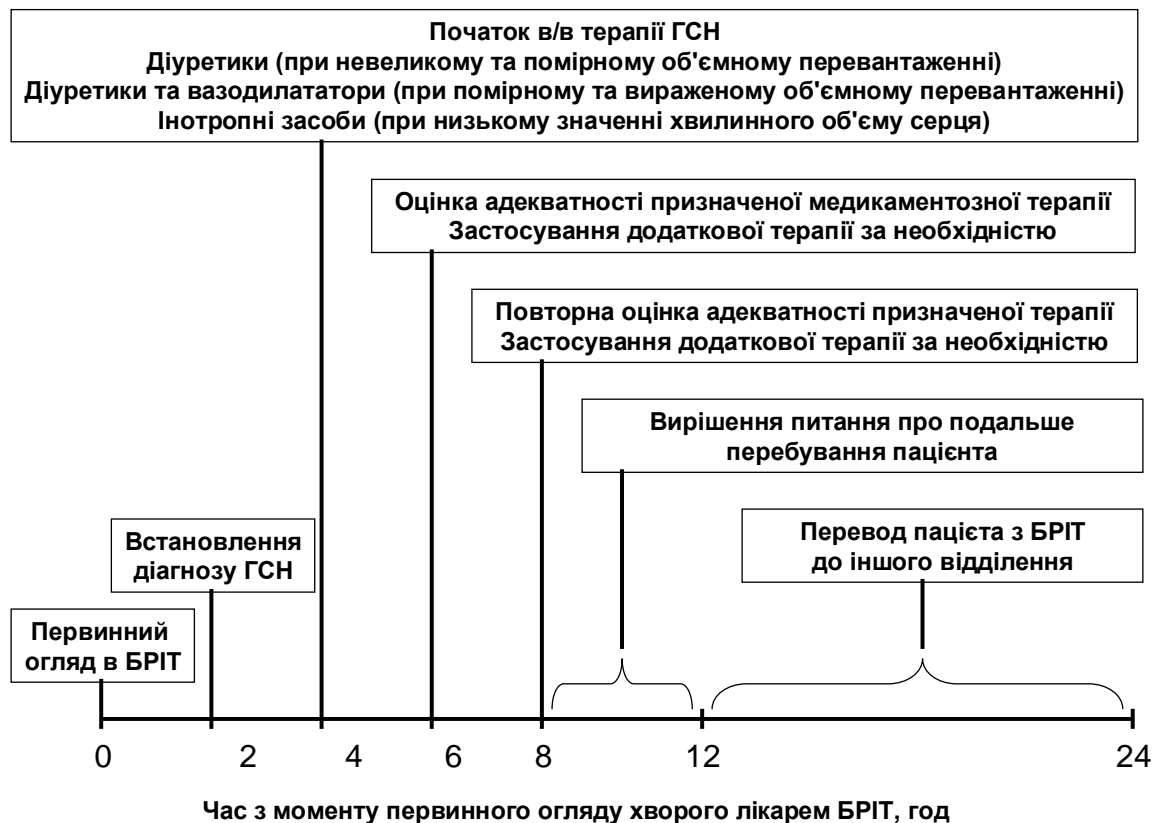 Початок в/в терапії ГСН
Діуретики (при невеликому та помірному об'ємному перевантаженні)
Діуретики та вазодилататори (при помірному та вираженому об'ємному перевантаженні)
Інотропні засоби (при низькому значенні хвилинного об'єму серця)
Оцінка адекватності призначеної медикаментозної терапії
Застосування додаткової терапії за необхідністю
Повторна оцінка адекватності призначеної терапії
Застосування додаткової терапії за необхідністю
Вирішення питання про подальше
перебування пацієнта
Встановлення
діагнозу ГСН
Перевод пацієта з БРІТ
до іншого відділення
Первинний
огляд в БРІТ
0 2 4 6 8 12 24
Час з моменту первинного огляду хворого лікарем БРІТ, год